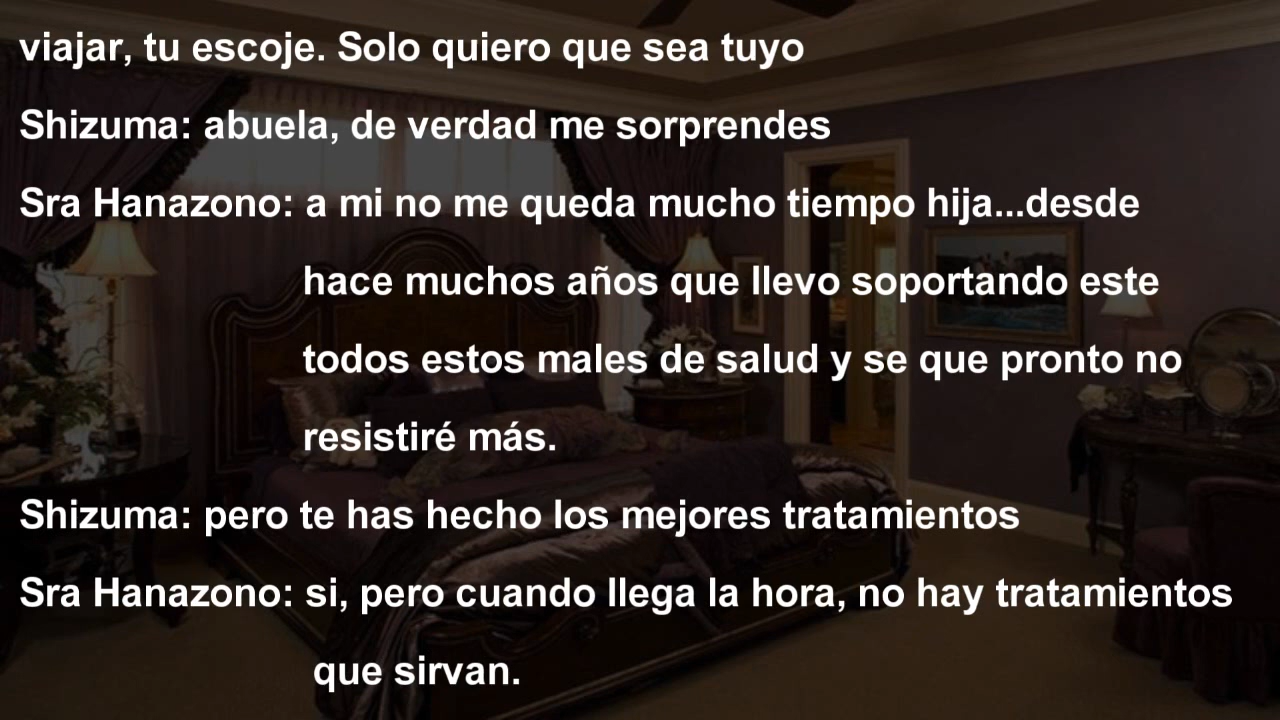 viajar, tu escoje. Solo quiero que sea tuyo
Shizuma: abuela, de verdad me sorprendes
Sra Hanazono: a mi no me queda mucho tiempo hija...desde
hace muchos años que llevo soportando este
todos estos males de salud y se que pronto no
resistiré más.
Shizuma: pero te has hecho los mejores tratamientos
Sra Hanazono: si, pero cuando llega la hora, no hay tratamientos
que sirvan.